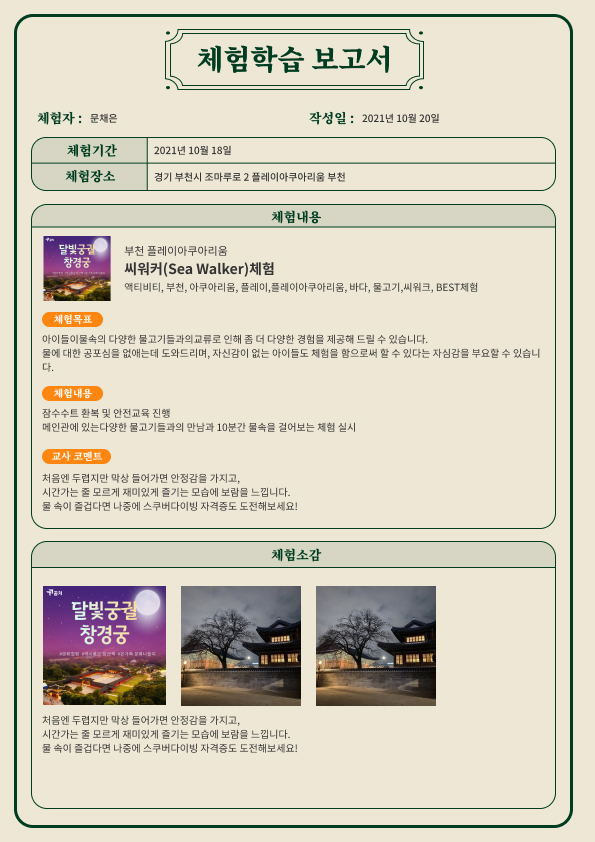 체험학습 보고서
체험자 : 문채은
작성일 : 2021년 10월 20일
체험기간 2021년 10월 18일
체험장소 경기 부천시 조마루로 2 플레이아쿠아리움 부천
체험내용
달빛궁궐
창경궁
부천 플레이아쿠아리움
씨워커(Sea Walker)체험
액티비티, 부천, 아쿠아리움, 플레이,플레이아쿠아리움, 바다, 물고기,씨워크, BEST체험
체험목표
아이들이물속의 다양한 물고기들과의교류로 인해 좀 더 다양한 경험을 제공해 드릴 수 있습니다.
물에 대한 공포심을 없애는데 도와드리며, 자신감이 없는 아이들도 체험을 함으로써 할 수 있다는 자심감을 부요할 수 있습니
다.
체험내용
잠수수트 환복 및 안전교육 진행
메인관에 있는다양한 물고기들과의 만남과 10분간 물속을 걸어보는 체험 실시
교사 코멘트
처음엔 두렵지만 막상 들어가면 안정감을 가지고,
시간가는 줄 모르게 재미있게 즐기는 모습에 보람을 느낍니다.
물 속이 즐겁다면 나중에 스쿠버다이빙 자격증도 도전해보세요!
체험소감
달빛궁궐
창경궁
처음엔 두렵지만 막상 들어가면 안정감을 가지고,
시간가는 줄 모르게 재미있게 즐기는 모습에 보람을 느낍니다.
물 속이 즐겁다면 나중에 스쿠버다이빙 자격증도 도전해보세요!